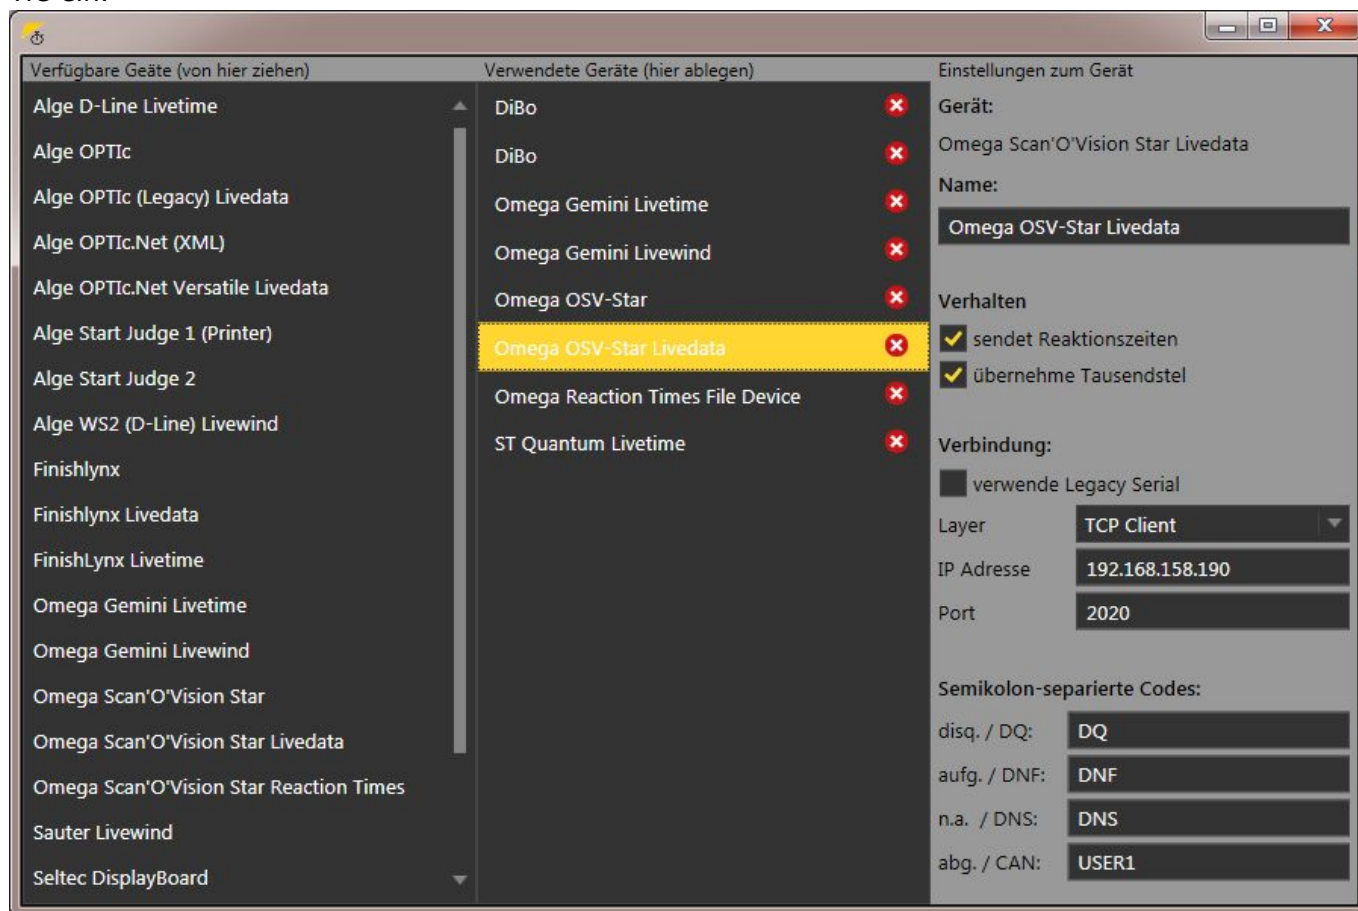 Verfügbare Geäte (von hier ziehen)
Alge D-Line Livetime
Alge OPTIc
Alge OPTIc (Legacy) Livedata
Alge OPTIc.Net (XML)
Alge OPTIc.Net Versatile Livedata
Alge Start Judge 1 (Printer)
Alge Start Judge 2
Alge WS2 (D-Line) Livewind
Finishlynx
Finishlynx Livedata
FinishLynx Livetime
Omega Gemini Livetime
Omega Gemini Livewind
Omega Scan'O'Vision Star
Omega Scan'O'Vision Star Livedata
Omega Scan'O'Vision Star Reaction Times
Sauter Livewind
Seltec DisplayBoard
Verwendete Geräte (hier ablegen)
DiBo
DiBo
Omega Gemini Livetime
Omega Gemini Livewind
Omega OSV-Star
Omega OSV-Star Livedata
Omega Reaction Times File Device
ST Quantum Livetime
Einstellungen zum Gerät
Gerät:
Omega Scan'O'Vision Star Livedata
Name:
Omega OSV-Star Livedata
Verhalten
sendet Reaktionszeiten
übernehme Tausendstel
Verbindung:
verwende Legacy Serial
Layer TCP Client
IP Adresse 192.168.158.190
Port 2020
Semikolon-separierte Codes:
disq. / DQ: DQ
aufg. / DNF: DNF
n.a. / DNS: DNS
abg. / CAN: USER1